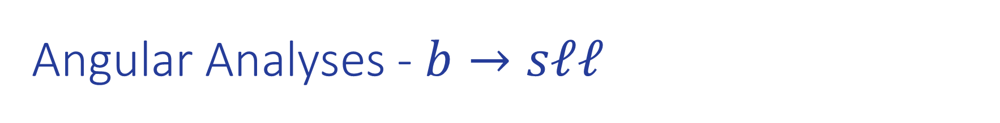 Angular Analyses - b → sℓℓ